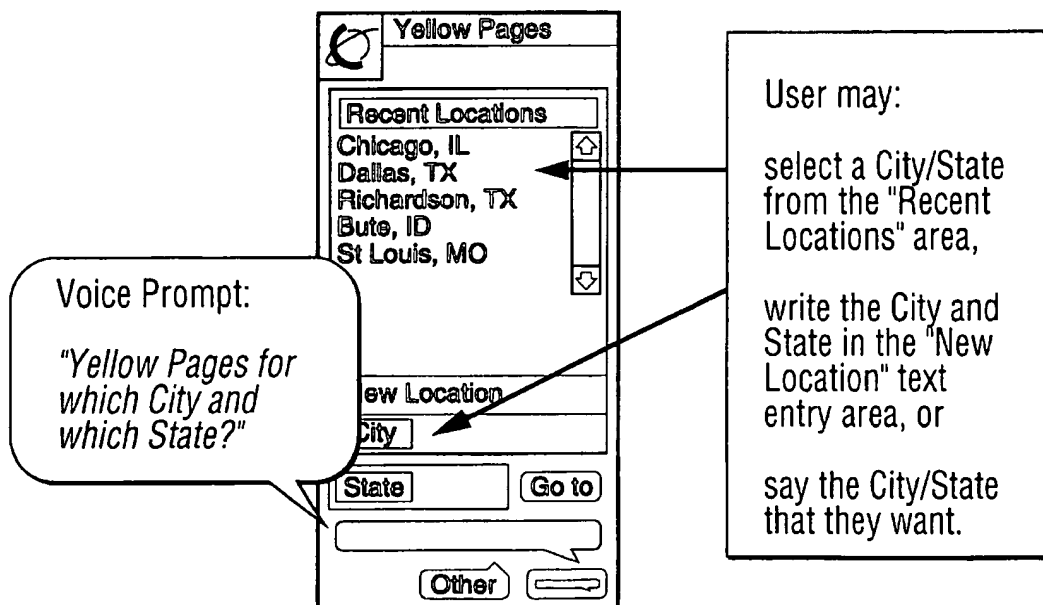 Yellow Pages
Recent Locations
Chicago, IL
Dallas, TX
Richardson, TX
Bute, ID
St Louis, MO
ew Location
City
State
Go to
Other
Voice Prompt:
"Yellow Pages for
which City and
which State?"
User may:
select a City/State
from the "Recent
Locations" area,
write the City and
State in the "New
Location" text
entry area, or
say the City/State
that they want.